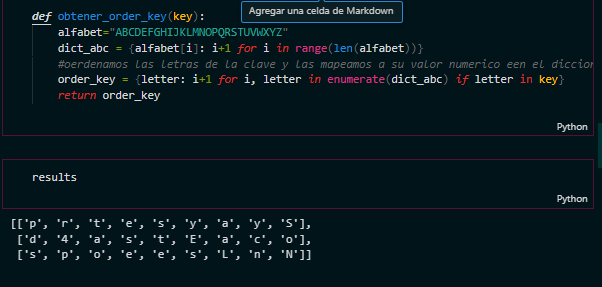 Agregar una celda de Markdown
def obtener_order_key(key):
alfabet="ABCDEFGHIJKLMNOPQRSTUVWXYZ"
dict_abc = {alfabet[i]: i+1 for i in range(len(alfabet))}
#oerdenamos las letras de la clave y las mapeamos a su valor numerico een el diccion
order_key = {letter: i+1 for i, letter in enumerate(dict_abc) if letter in key}
return order_key
Python
results
Python
[['p', 'r', 't', 'e', 's', 'y', 'a', 'y', 'S'],
['d', '4', 'a', 's', 't', 'E', 'a', 'c', 'o'],
['s', 'p', 'o', 'e', 'e', 's', 'L', 'n', 'N']]